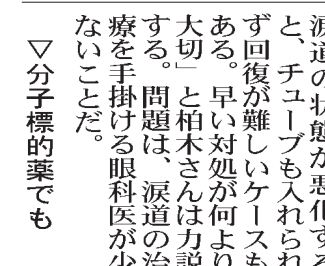 涙道の状態が悪化する
と、チューブも入れられ
ず回復が難しいケースも
ある。早い対処が何より
大切」と柏木さんは力説
する。問題は、涙道の治
療を手掛ける眼科医が少
ないことだ。
▽分子標的薬でも